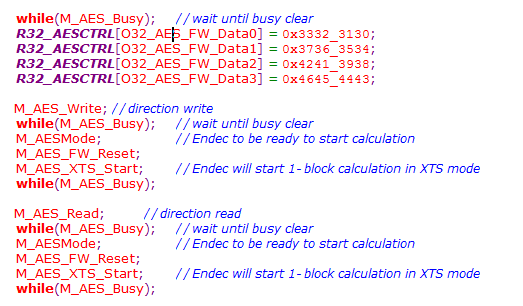 while(M_AES_Busy); //wait until busy clear
R32_AESCTRL[O32_AES_FW_Data0] = 0x3332_3130;
R32_AESCTRL[O32_AES_FW_Data1] = 0x3736_3534;
R32_AESCTRL[O32_AES_FW_Data2] = 0x4241_3938;
R32_AESCTRL[O32_AES_FW_Data3] = 0x4645_4443;
M_AES_Write; //direction write
while(M_AES_Busy); //wait until busy clear
M_AESMode; //Endec to be ready to start calculation
M_AES_FW_Reset;
M_AES_XTS_Start; //Endec will start 1-block calculation in XTS mode
while(M_AES_Busy);
M_AES_Read; //direction read
while(M_AES_Busy); //wait until busy clear
M_AESMode; //Endec to be ready to start calculation
M_AES_FW_Reset;
M_AES_XTS_Start; //Endec will start 1-block calculation in XTS mode
while(M_AES_Busy);